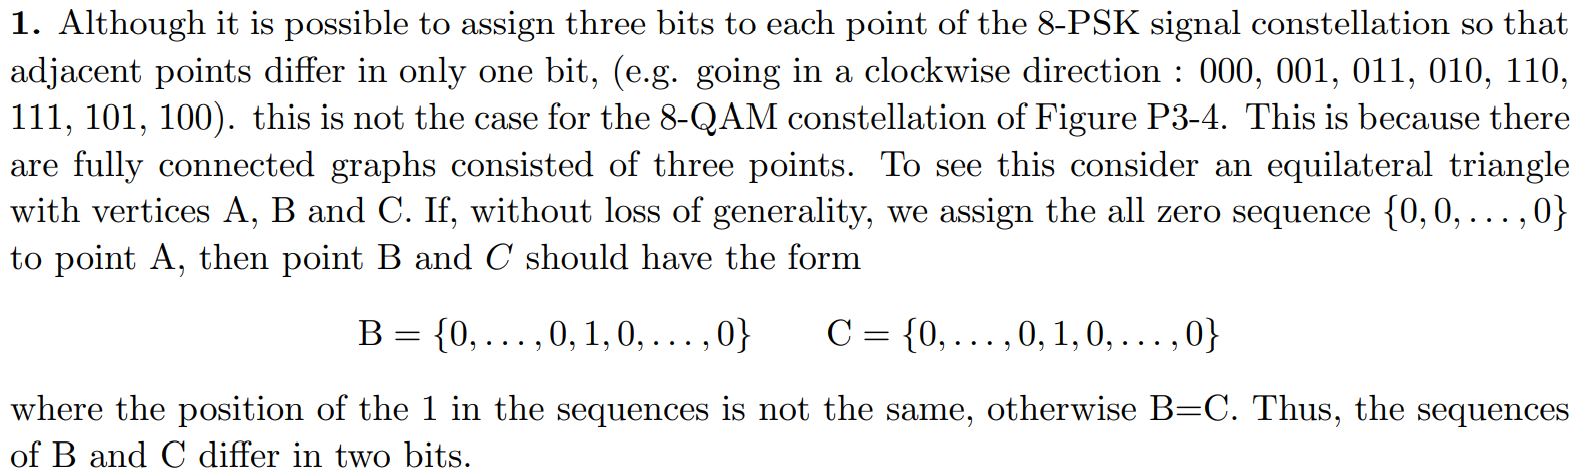 1. Although it is possible to assign three bits to each point of the 8-PSK signal constellation so that
adjacent points differ in only one bit, (e.g. going in a clockwise direction : 000, 001, 011, 010, 110,
111, 101, 100). this is not the case for the 8-QAM constellation of Figure P3-4. This is because there
are fully connected graphs consisted of three points. To see this consider an equilateral triangle
with vertices A, B and C. If, without loss of generality, we assign the all zero sequence {0, 0, . . . , 0}
to point A, then point B and C should have the form
B = {0, . . . , 0, 1, 0, . . . , 0} C = {0, . . . , 0, 1, 0, . . . , 0}
where the position of the 1 in the sequences is not the same, otherwise B=C. Thus, the sequences
of B and C differ in two bits.